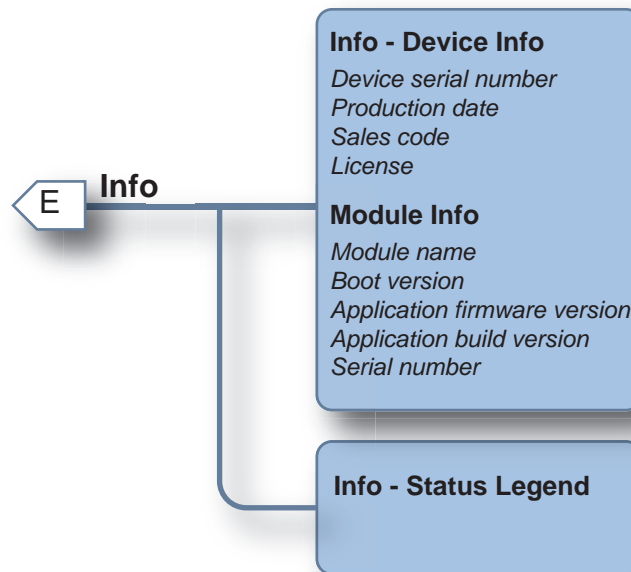 E
Info
Info - Device Info
Device serial number
Production date
Sales code
License
Module Info
Module name
Boot version
Application firmware version
Application build version
Serial number
Info - Status Legend